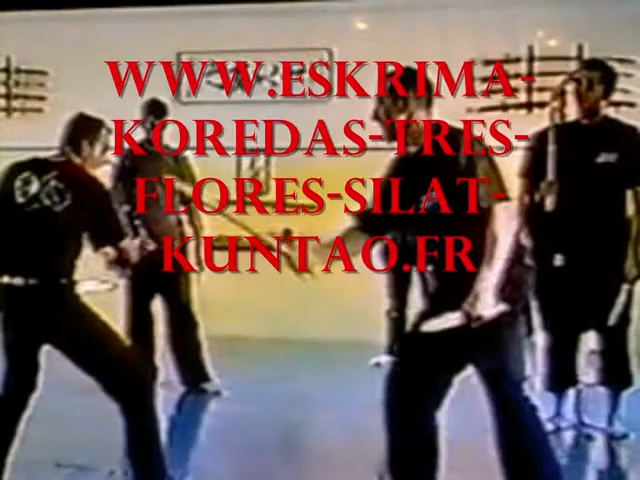 WWW.ESKRIMA-
KOREDAS-TRES-
FLORES-SILAT-
KUNTAO.FR